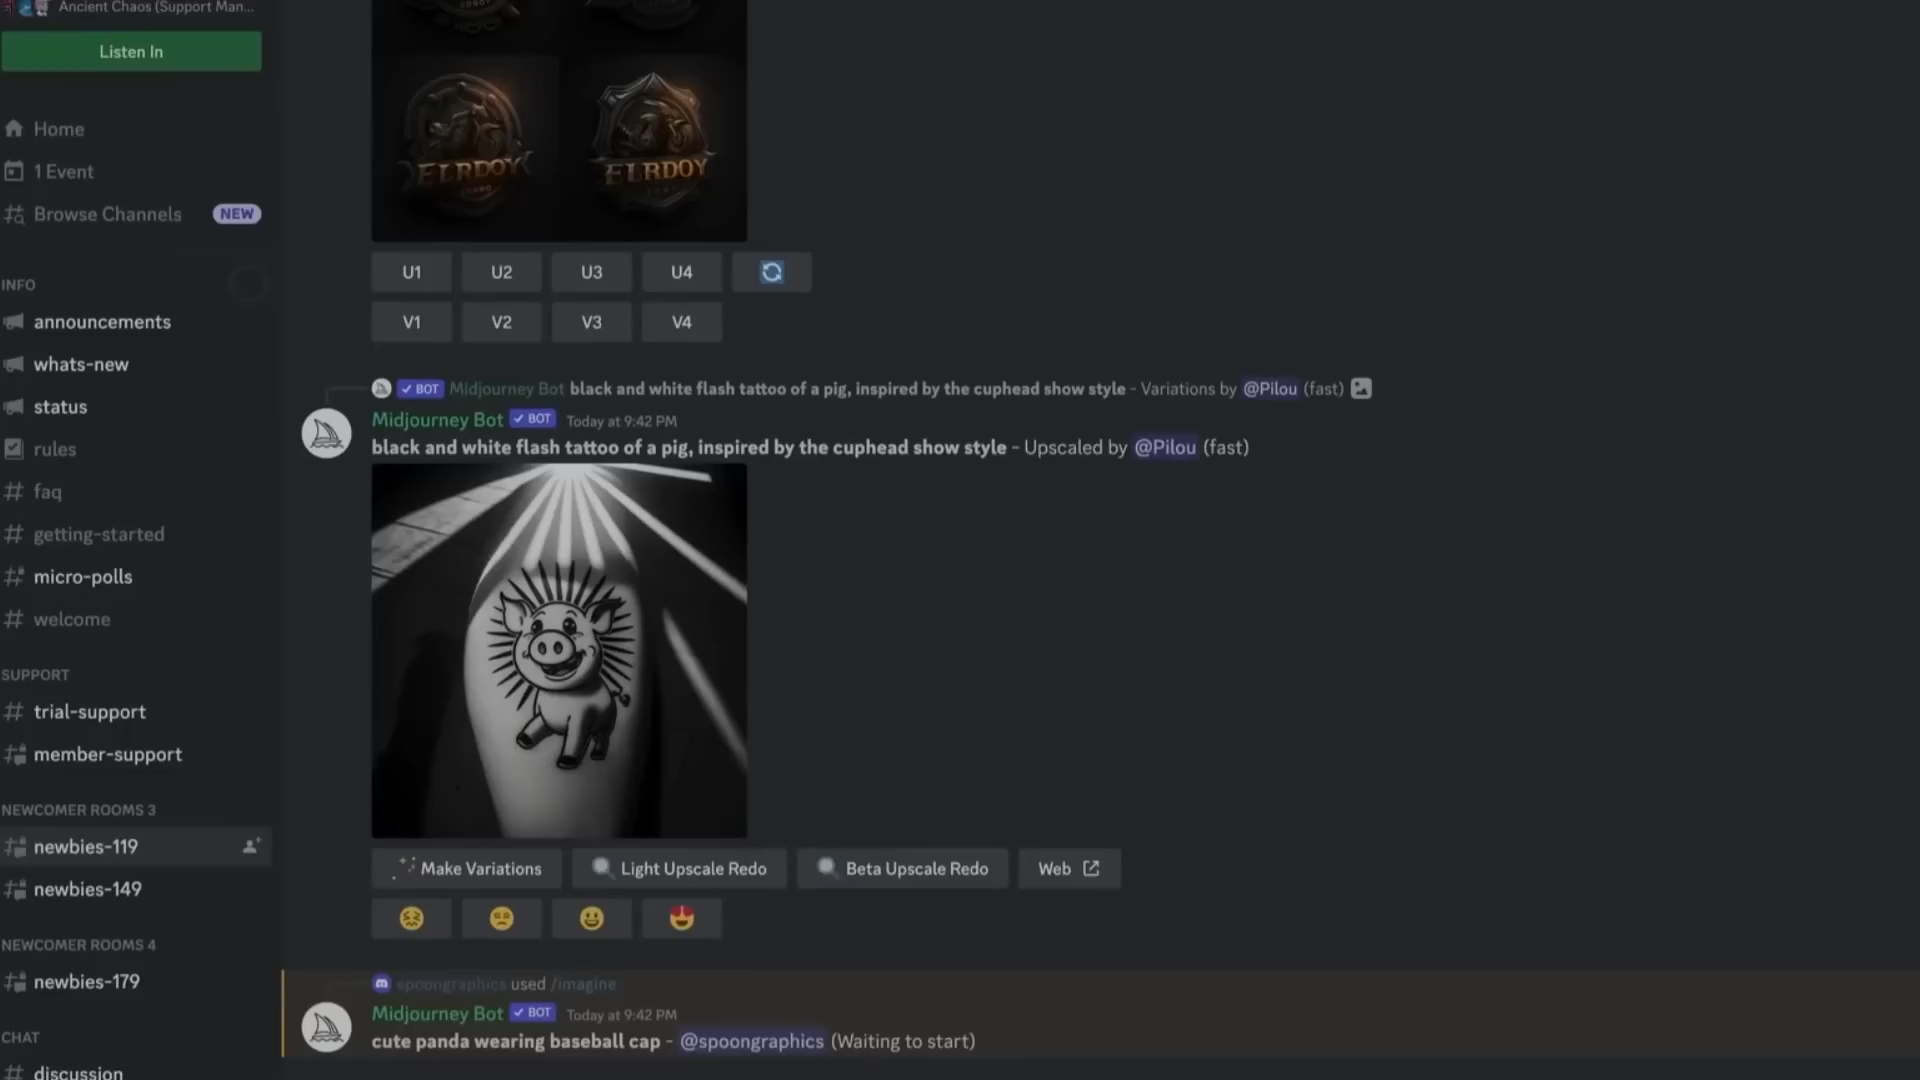 Ancient Chaos (Support Man...
Listen In
Home
1 Event
Browse Channels NEW
INFO
announcements
whats-new
status
rules
faq
getting-started
micro-polls
welcome
SUPPORT
trial-support
member-support
NEWCOMER ROOMS 3
newbies-119
newbies-149
NEWCOMER ROOMS 4
newbies-179
CHAT
discussion
ELRDOY ELRDOY
U1 U2 U3 U4
V1 V2 V3 V4
BOT Midjourney Bot black and white flash tattoo of a pig, inspired by the cuphead show style - Variations by @Pilou (fast)
Midjourney Bot BOT Today at 9:42 PM
black and white flash tattoo of a pig, inspired by the cuphead show style - Upscaled by @Pilou (fast)
Make Variations Light Upscale Redo Beta Upscale Redo Web
spoongraphics used /imagine
Midjourney Bot BOT Today at 9:42 PM
cute panda wearing baseball cap - @spoongraphics (Waiting to start)